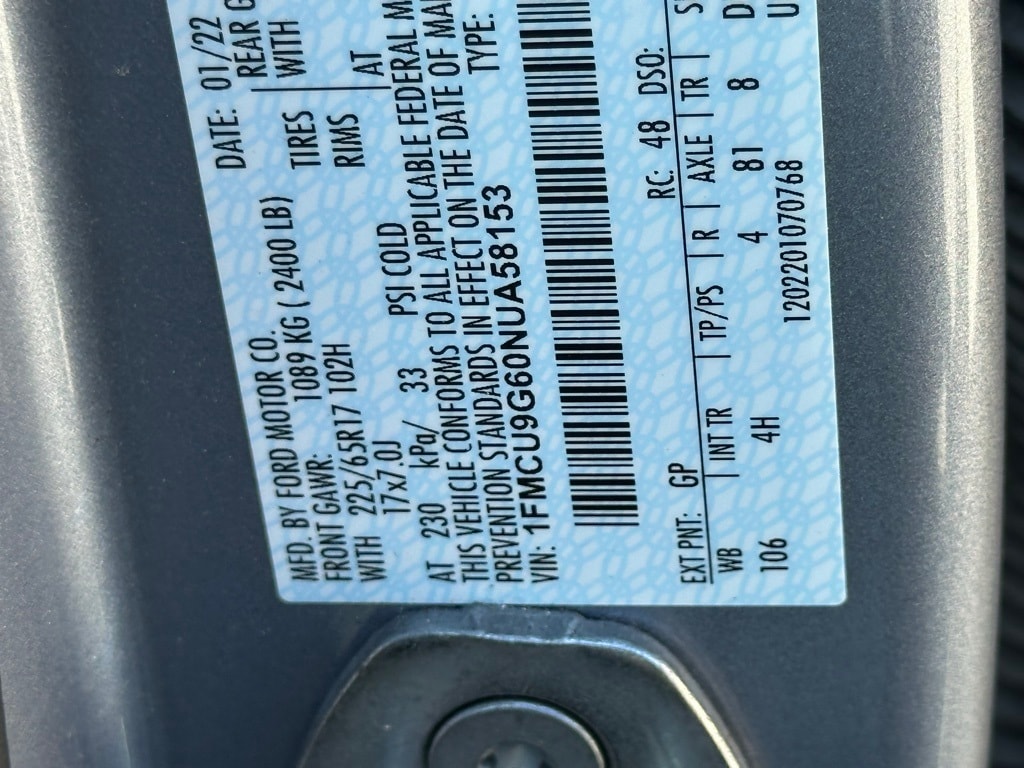 MFD. BY FORD MOTOR CO.
DATE: 01/22
FRONT GAWR: 1089 KG ( 2400 LB)
REAR
WITH 225/65R17 102H
TIRES
WITH
17x7.0J
RIMS
AT 230 kPa/ 33 PSI COLD
AT
THIS VEHICLE CONFORMS TO ALL APPLICABLE FEDERAL
PREVENTION STANDARDS IN EFFECT ON THE DATE OF
VIN: 1FMCU9G60NUA58153
TYPE:
EXT PNT: GP
RC: 48 DSO:
WB | INT TR | TP/PS | R | AXLE | TR |
106 4H 4 81 8
120220107​0768